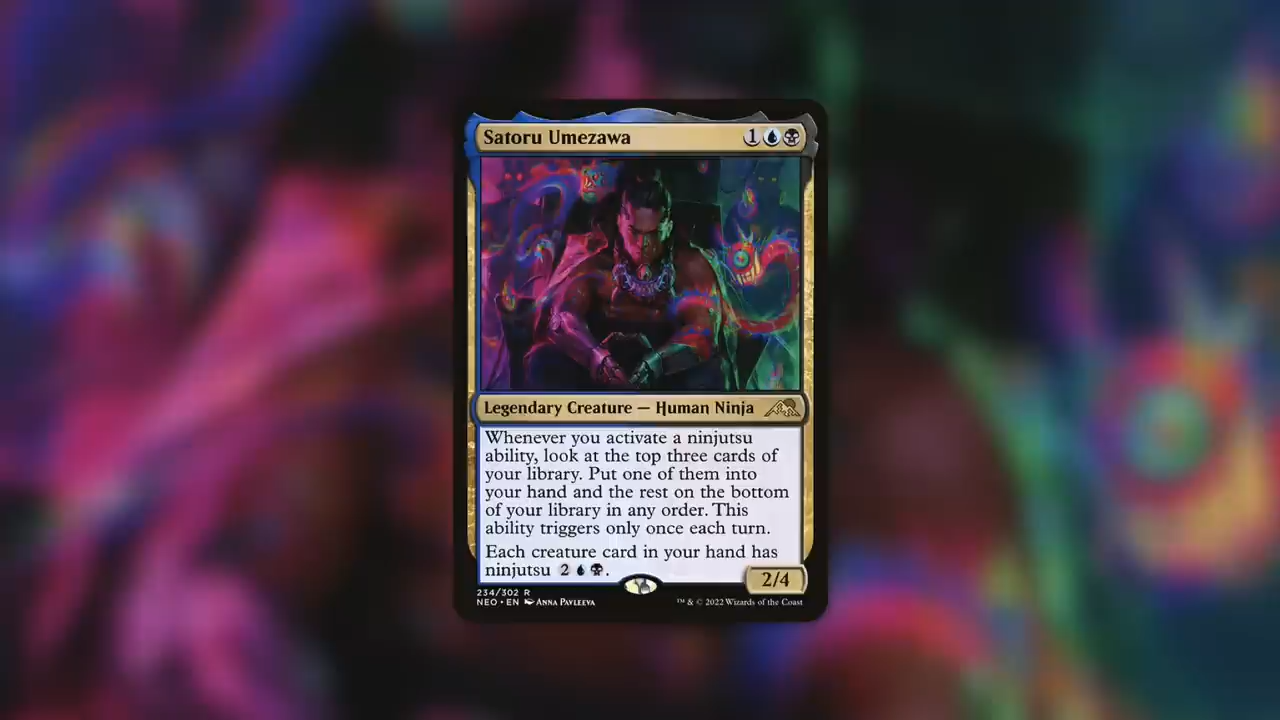 Satoru Umezawa 1
Legendary Creature — Human Ninja
Whenever you activate a ninjutsu
ability, look at the top three cards of
your library. Put one of them into
your hand and the rest on the bottom
of your library in any order. This
ability triggers only once each turn.
Each creature card in your hand has
ninjutsu 2.
2/4
234/302 R
NEO • EN Anna Pavleeva
™ & © 2022 Wizards of the Coast